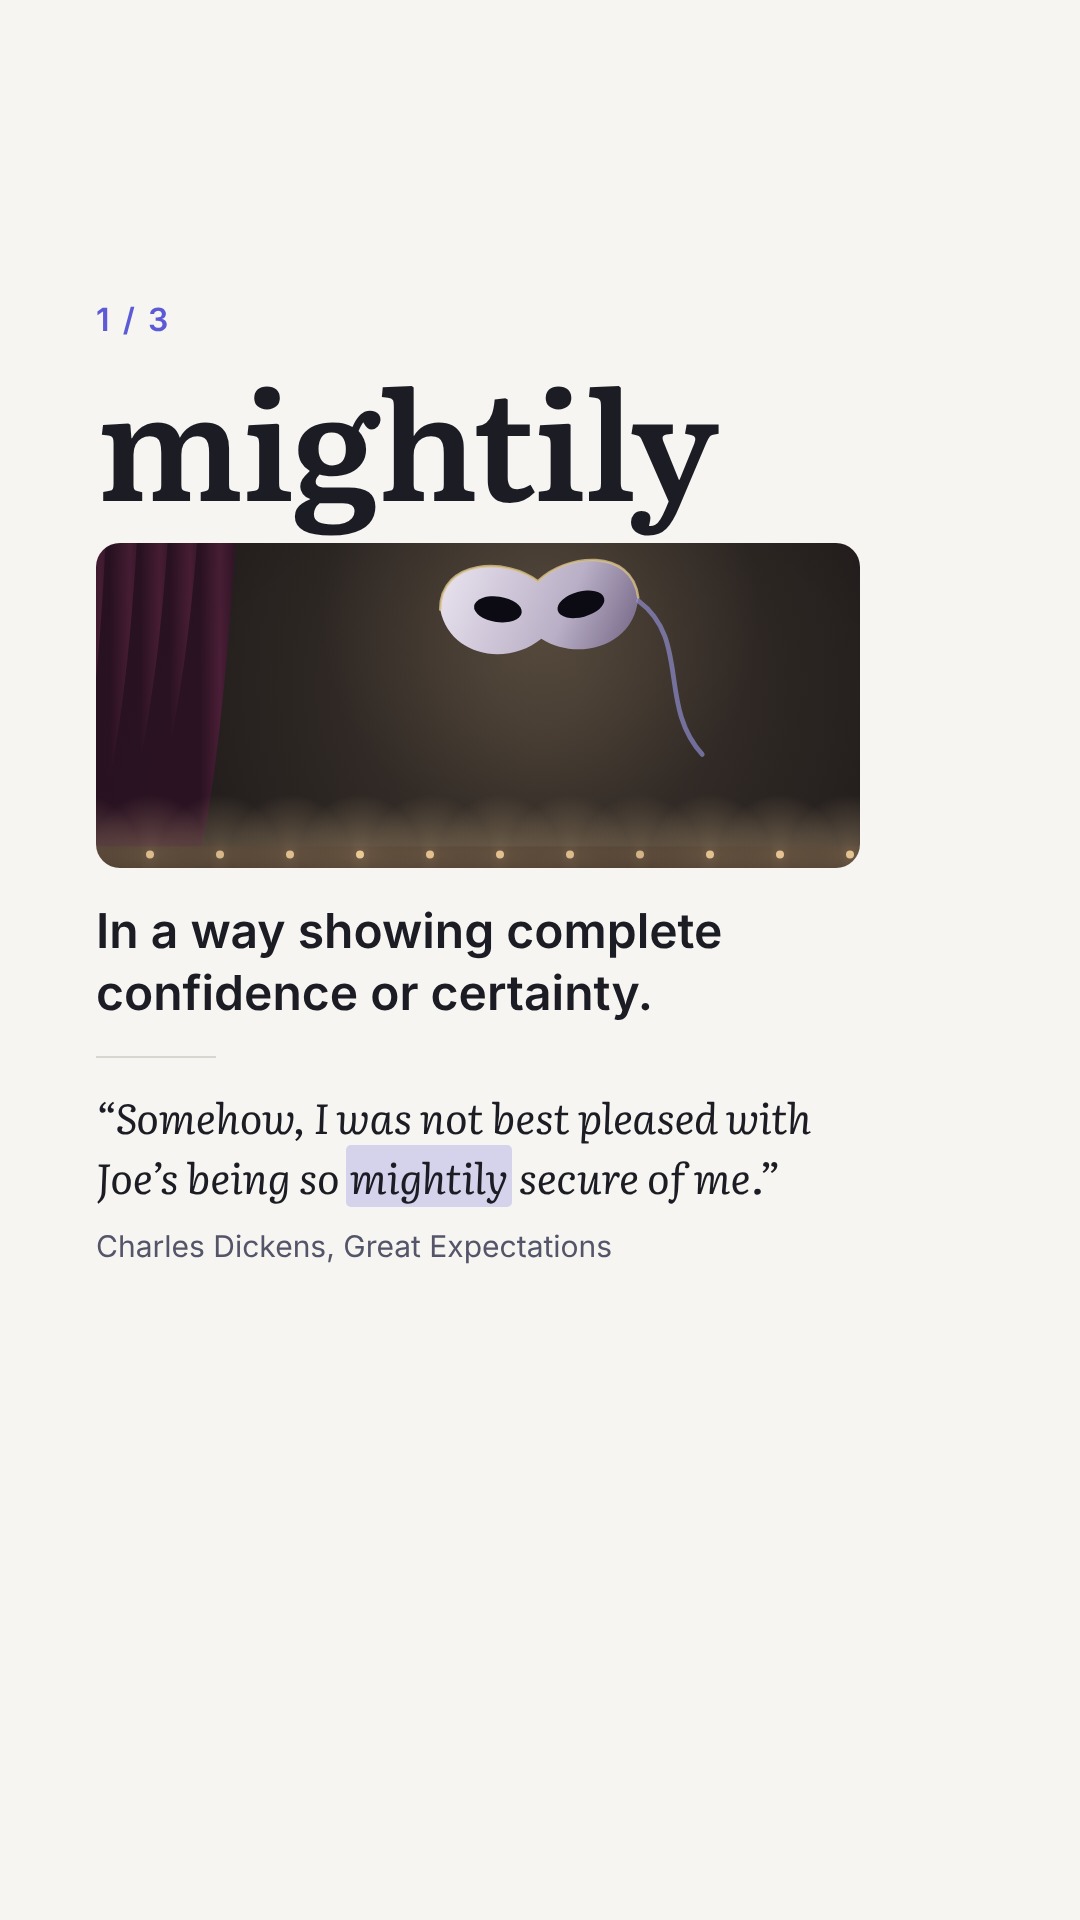 1 / 3
mightily
In a way showing complete
confidence or certainty.
“Somehow, I was not best pleased with
Joe’s being so mightily secure of me.”
Charles Dickens, Great Expectations